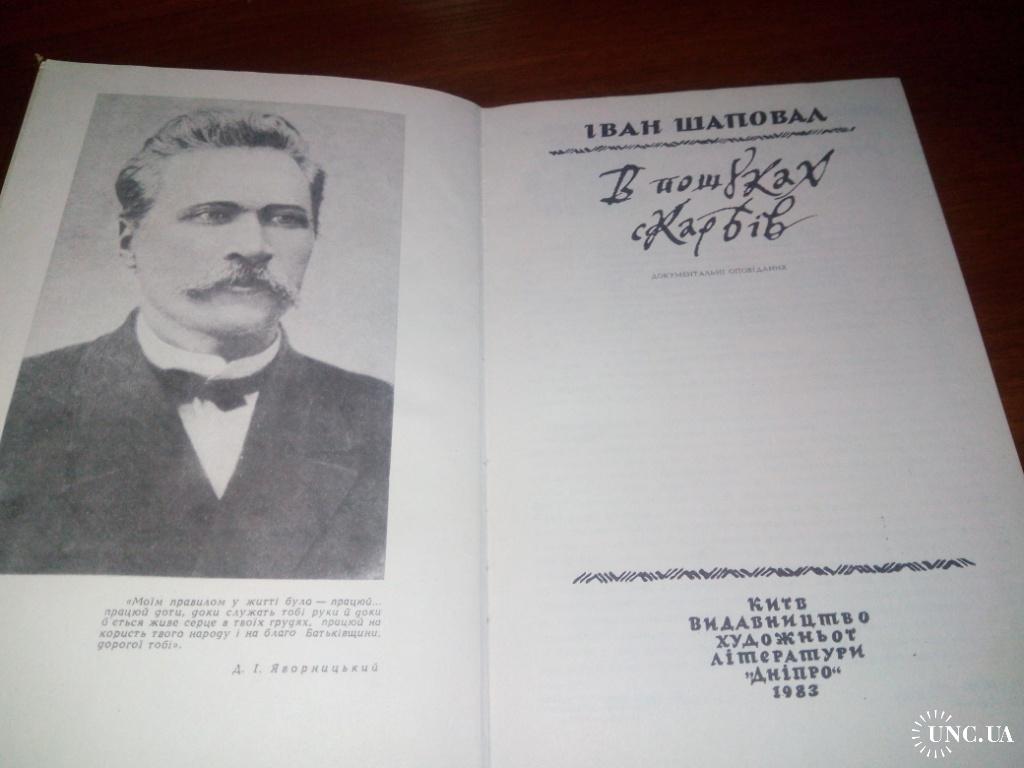 «Моїм правилом у житті було — працюй...
працюй доти, доки служать тобі руки й доки
б'ється живе серце в твоїх грудях, працюй на
користь твого народу і на благо Батьківщини,
дорогої тобі».
Д. І. Яворницький
ІВАН ШАПОВАЛ
В пошуках
скарбів
ДОКУМЕНТАЛЬНІ ОПОВІДАННЯ
КИЇВ
ВИДАВНИЦТВО
ХУДОЖНЬОЇ
ЛІТЕРАТУРИ
"ДНІПРО"
1983
UNC.UA